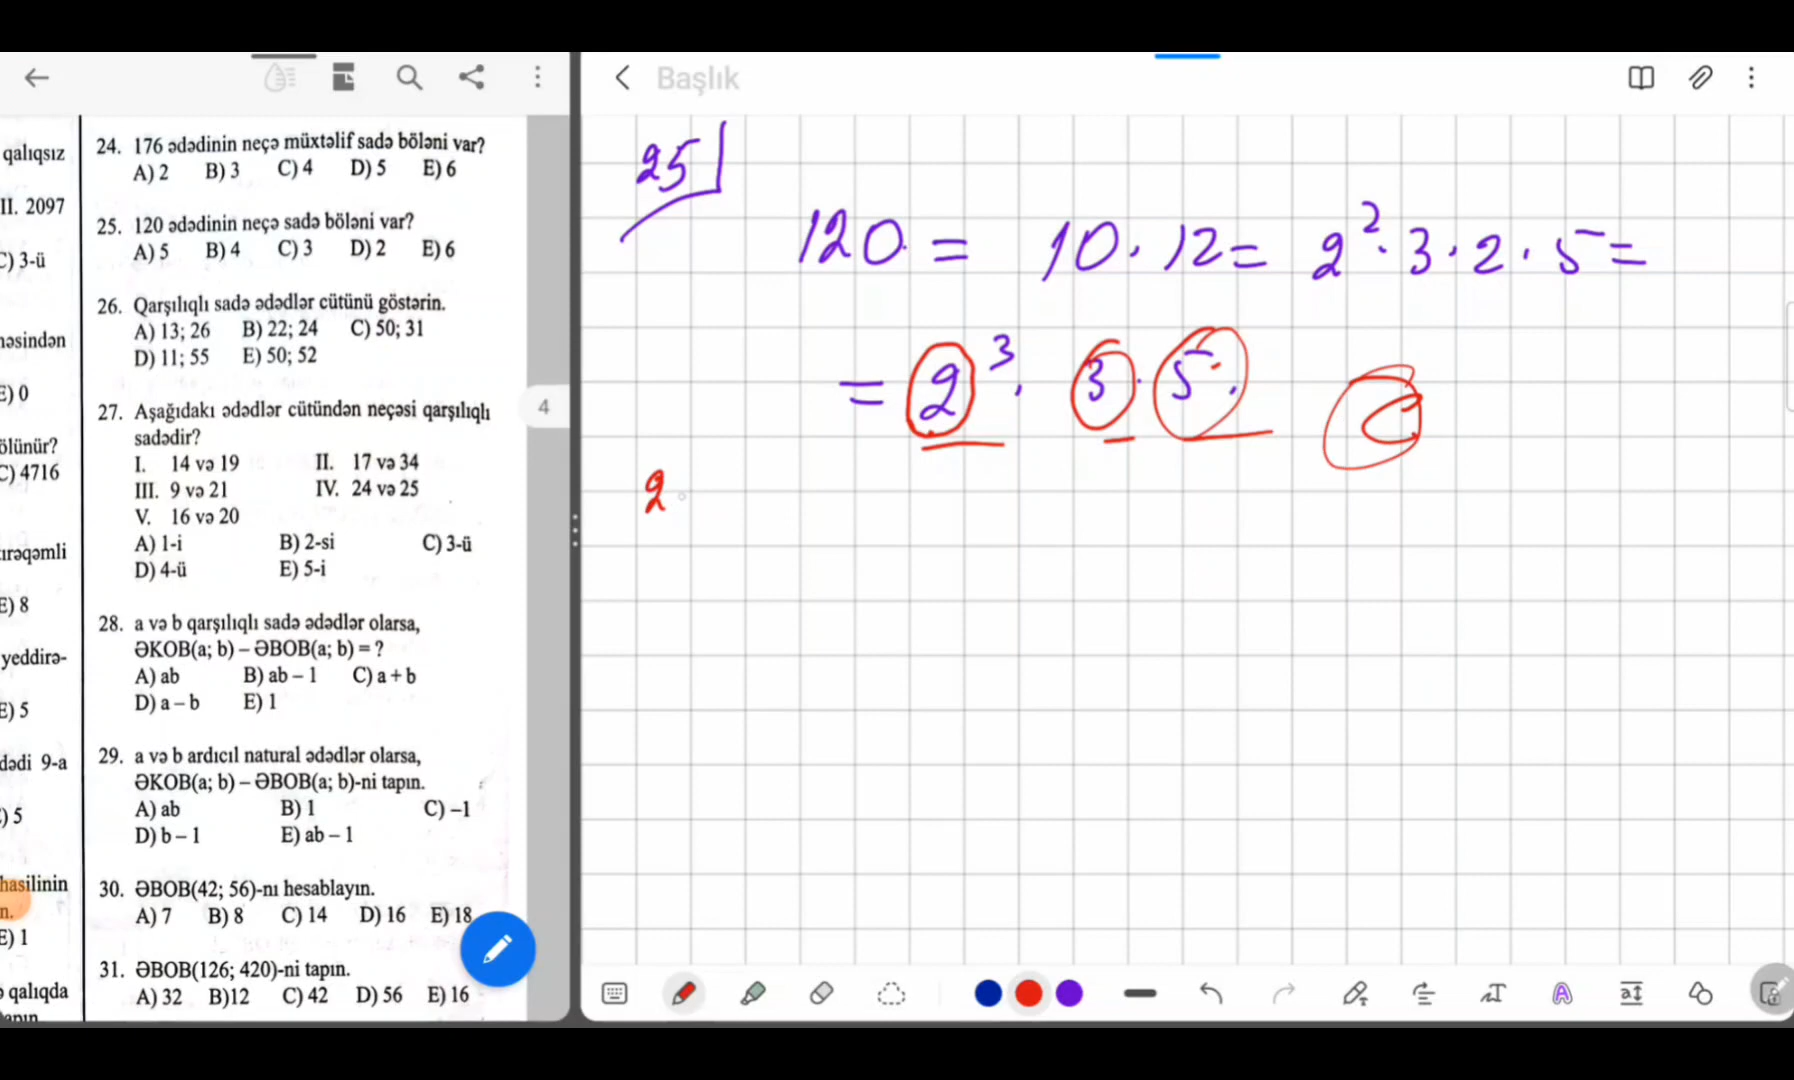 Başlık
qalıqsız
II. 2097
C) 3-ü
E) 0
ölünür?
C) 4716
E) 8
yeddirə-
E) 5
dədi 9-a
) 5
hasilinin
n.
E) 1
qalıqda
24. 176 ədədinin neçə müxtəlif sadə böləni var?
A) 2 B) 3 C) 4 D) 5 E) 6
25. 120 ədədinin neçə sadə böləni var?
A) 5 B) 4 C) 3 D) 2 E) 6
26. Qarşılıqlı sadə ədədlər cütünü göstərin.
A) 13; 26 B) 22; 24 C) 50; 31
D) 11; 55 E) 50; 52
27. Aşağıdakı ədədlər cütündən neçəsi qarşılıqlı
sadədir?
I. 14 və 19 II. 17 və 34
III. 9 və 21 IV. 24 və 25
V. 16 və 20
A) 1-i B) 2-si C) 3-ü
D) 4-ü E) 5-i
28. a və b qarşılıqlı sadə ədədlər olarsa,
ƏKOB(a; b) – ƏBOB(a; b) = ?
A) ab B) ab – 1 C) a + b
D) a – b E) 1
29. a və b ardıcıl natural ədədlər olarsa,
ƏKOB(a; b) – ƏBOB(a; b)-ni tapın.
A) ab B) 1 C) –1
D) b – 1 E) ab – 1
30. ƏBOB(42; 56)-nı hesablayın.
A) 7 B) 8 C) 14 D) 16 E) 18
31. ƏBOB(126; 420)-ni tapın.
A) 32 B)12 C) 42 D) 56 E) 16
4
25
120 = 10 · 12 = 2² · 3 · 2 · 5 =
= 2³ · 3 · 5 · C
2